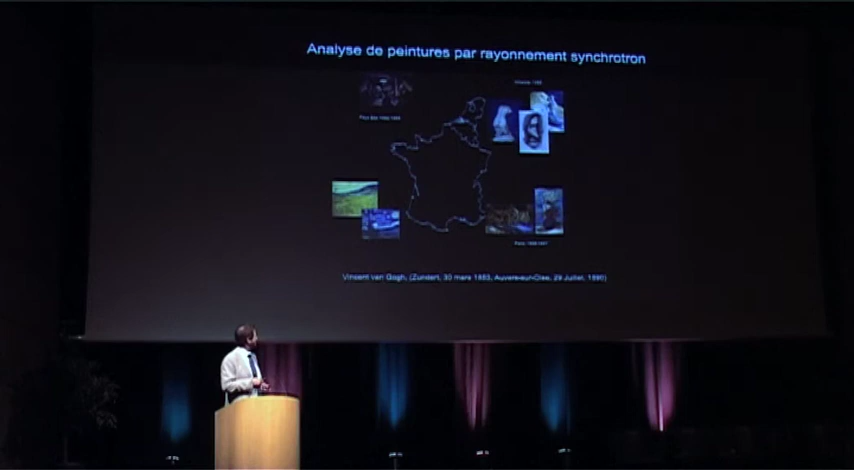 Analyse de peintures par rayonnement synchrotron
Vincent van Gogh, (Zundert, 30 mars 1853, Auvers-sur-Oise, 29 Juillet, 1890)